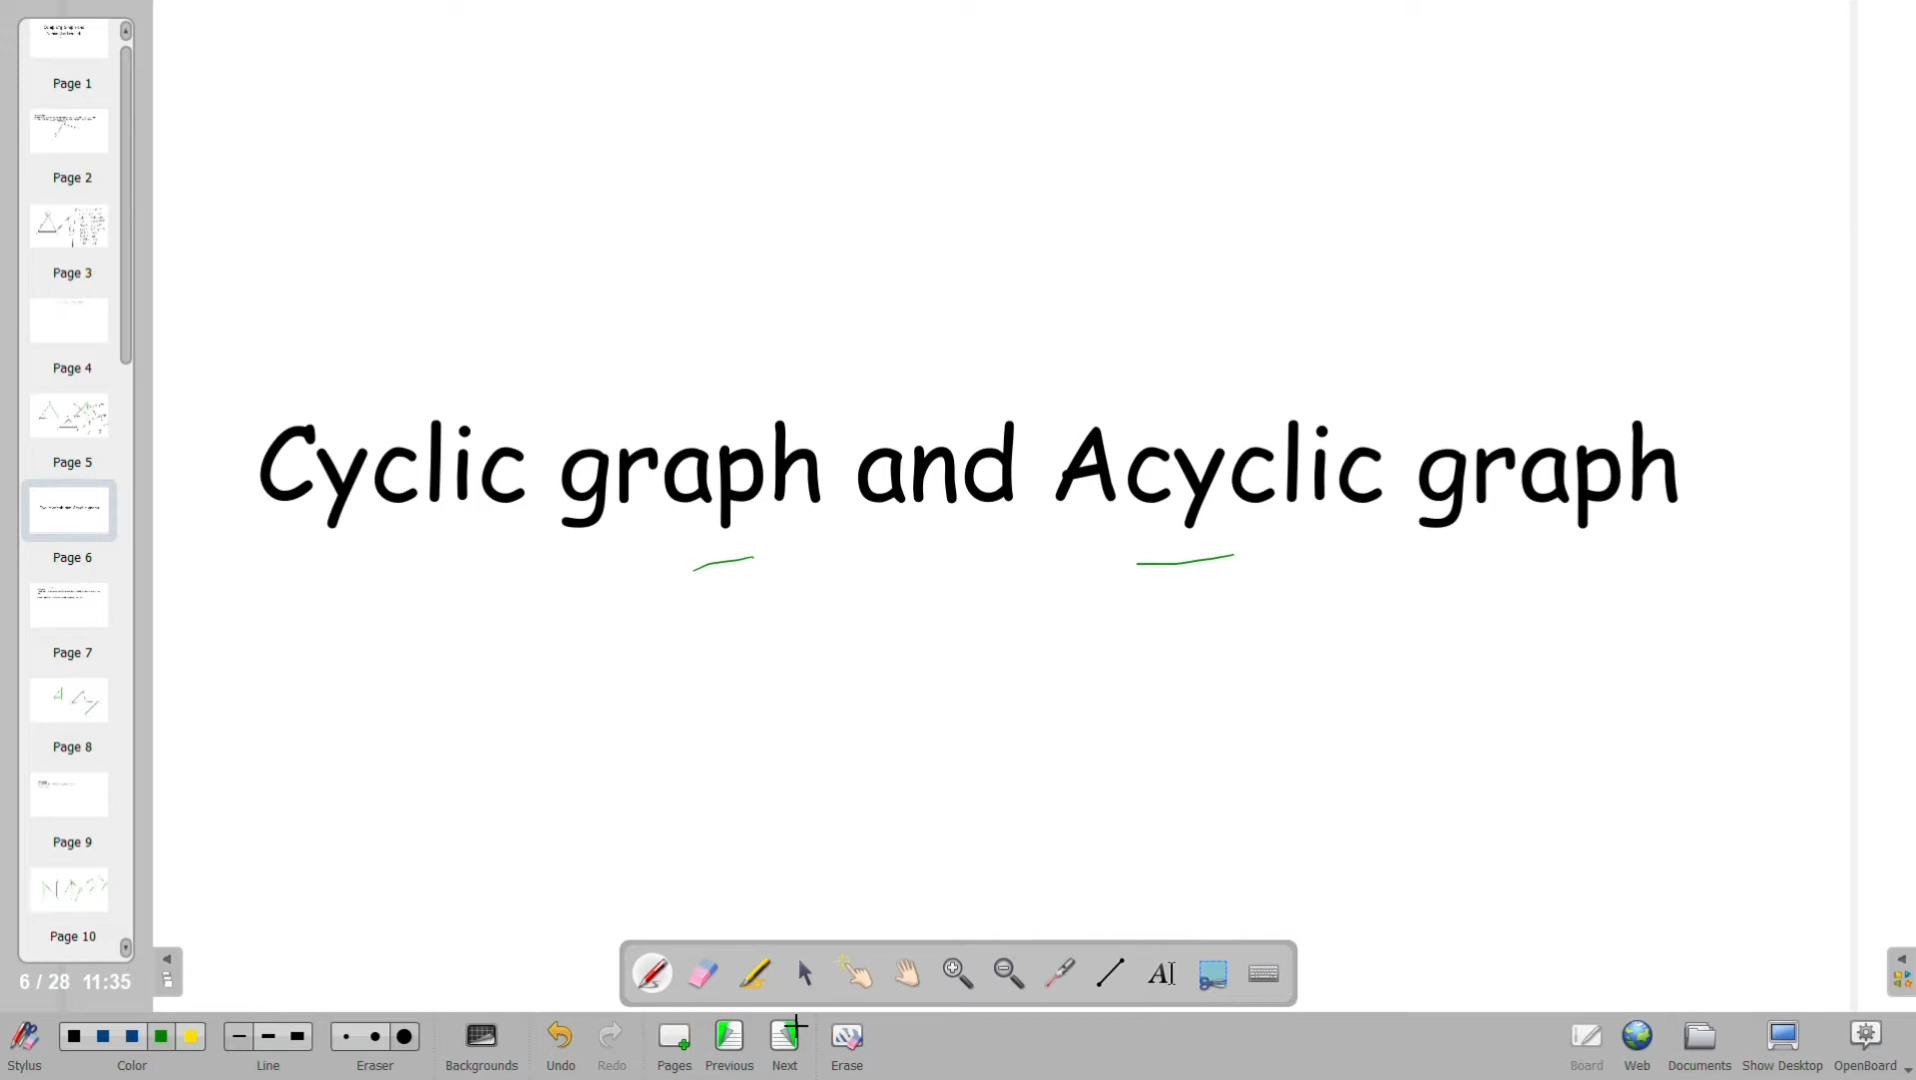 Page 1
Page 2
Page 3
Page 4
Page 5
Page 6
Page 7
Page 8
Page 9
Page 10
6 / 28 11:35
Cyclic graph and Acyclic graph
Stylus
Color
Line
Eraser
Backgrounds
Undo
Redo
Pages
Previous
Next
Erase
Board
Web
Documents
Show Desktop
OpenBoard